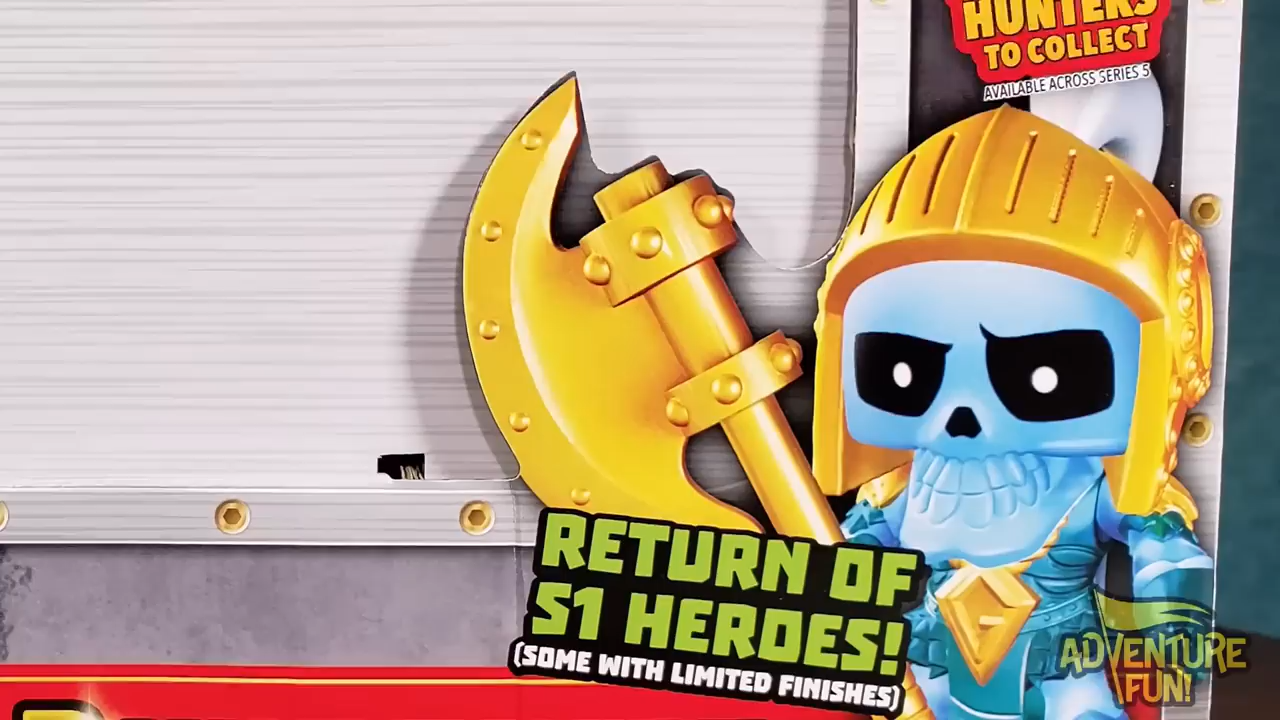 HUNTERS
TO COLLECT
AVAILABLE ACROSS SERIES 5
RETURN OF
S1 HEROES!
(SOME WITH LIMITED FINISHES)
ADVENTURE
FUN!